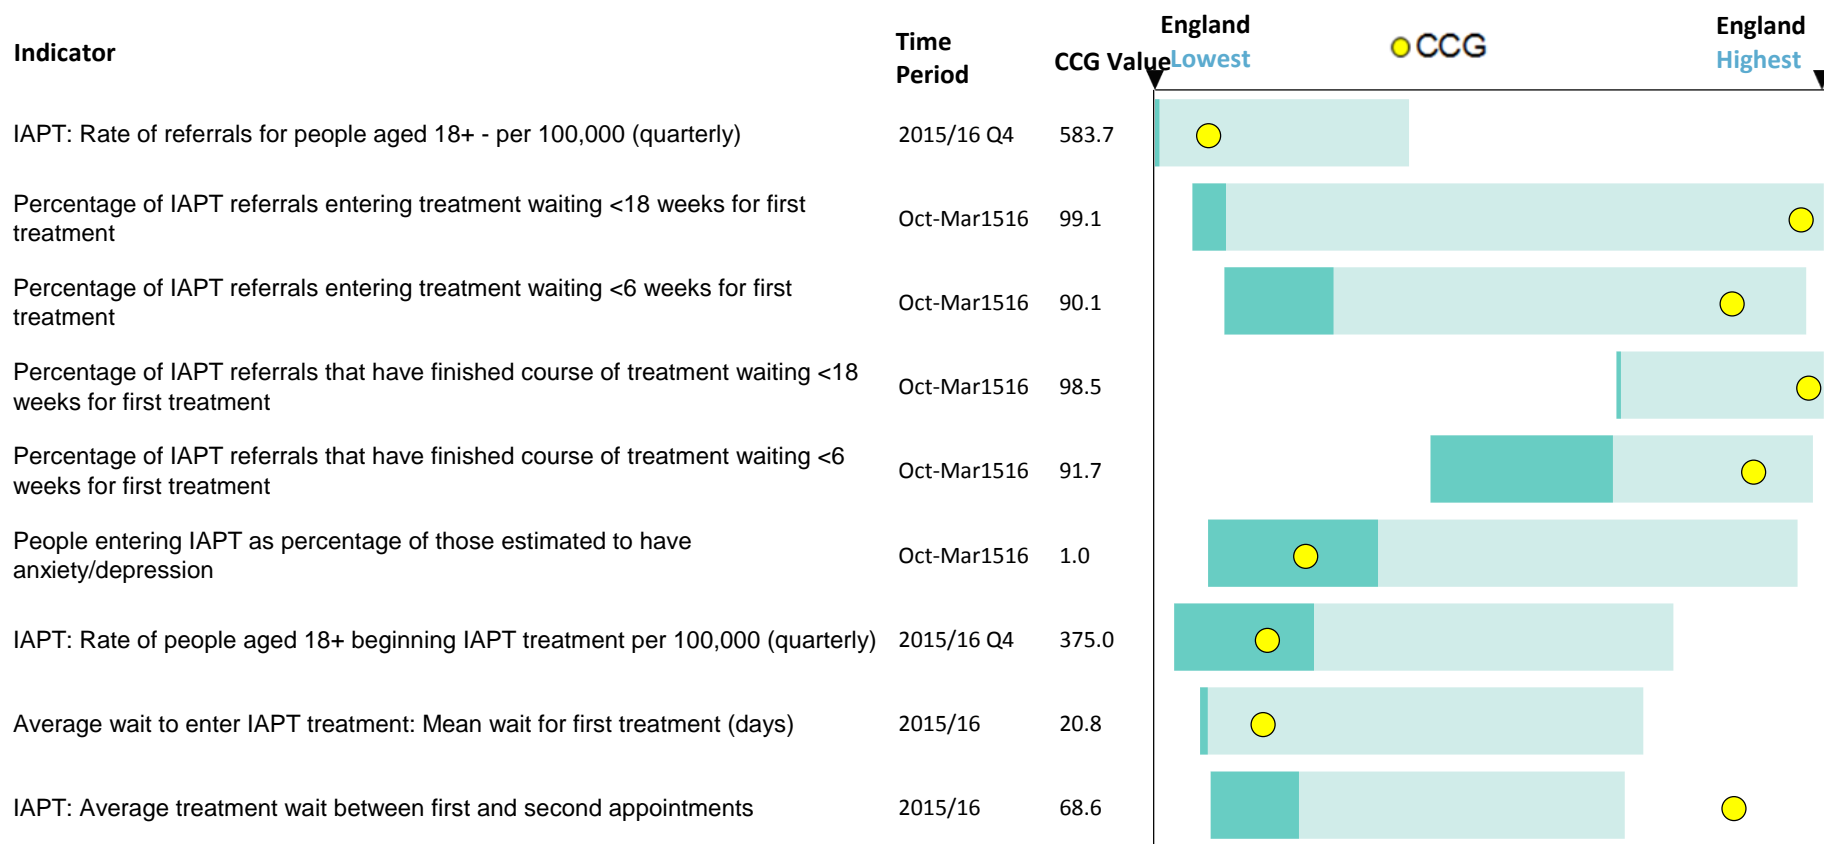 Indicator
Time
Period
CCG Value
England
Lowest
CCG
England
Highest
IAPT: Rate of referrals for people aged 18+ - per 100,000 (quarterly) 2015/16 Q4 583.7
Percentage of IAPT referrals entering treatment waiting <18 weeks for first
treatment
Oct-Mar1516 99.1
Percentage of IAPT referrals entering treatment waiting <6 weeks for first
treatment
Oct-Mar1516 90.1
Percentage of IAPT referrals that have finished course of treatment waiting <18
weeks for first treatment
Oct-Mar1516 98.5
Percentage of IAPT referrals that have finished course of treatment waiting <6
weeks for first treatment
Oct-Mar1516 91.7
People entering IAPT as percentage of those estimated to have
anxiety/depression
Oct-Mar1516 1.0
IAPT: Rate of people aged 18+ beginning IAPT treatment per 100,000 (quarterly) 2015/16 Q4 375.0
Average wait to enter IAPT treatment: Mean wait for first treatment (days) 2015/16 20.8
IAPT: Average treatment wait between first and second appointments 2015/16 68.6